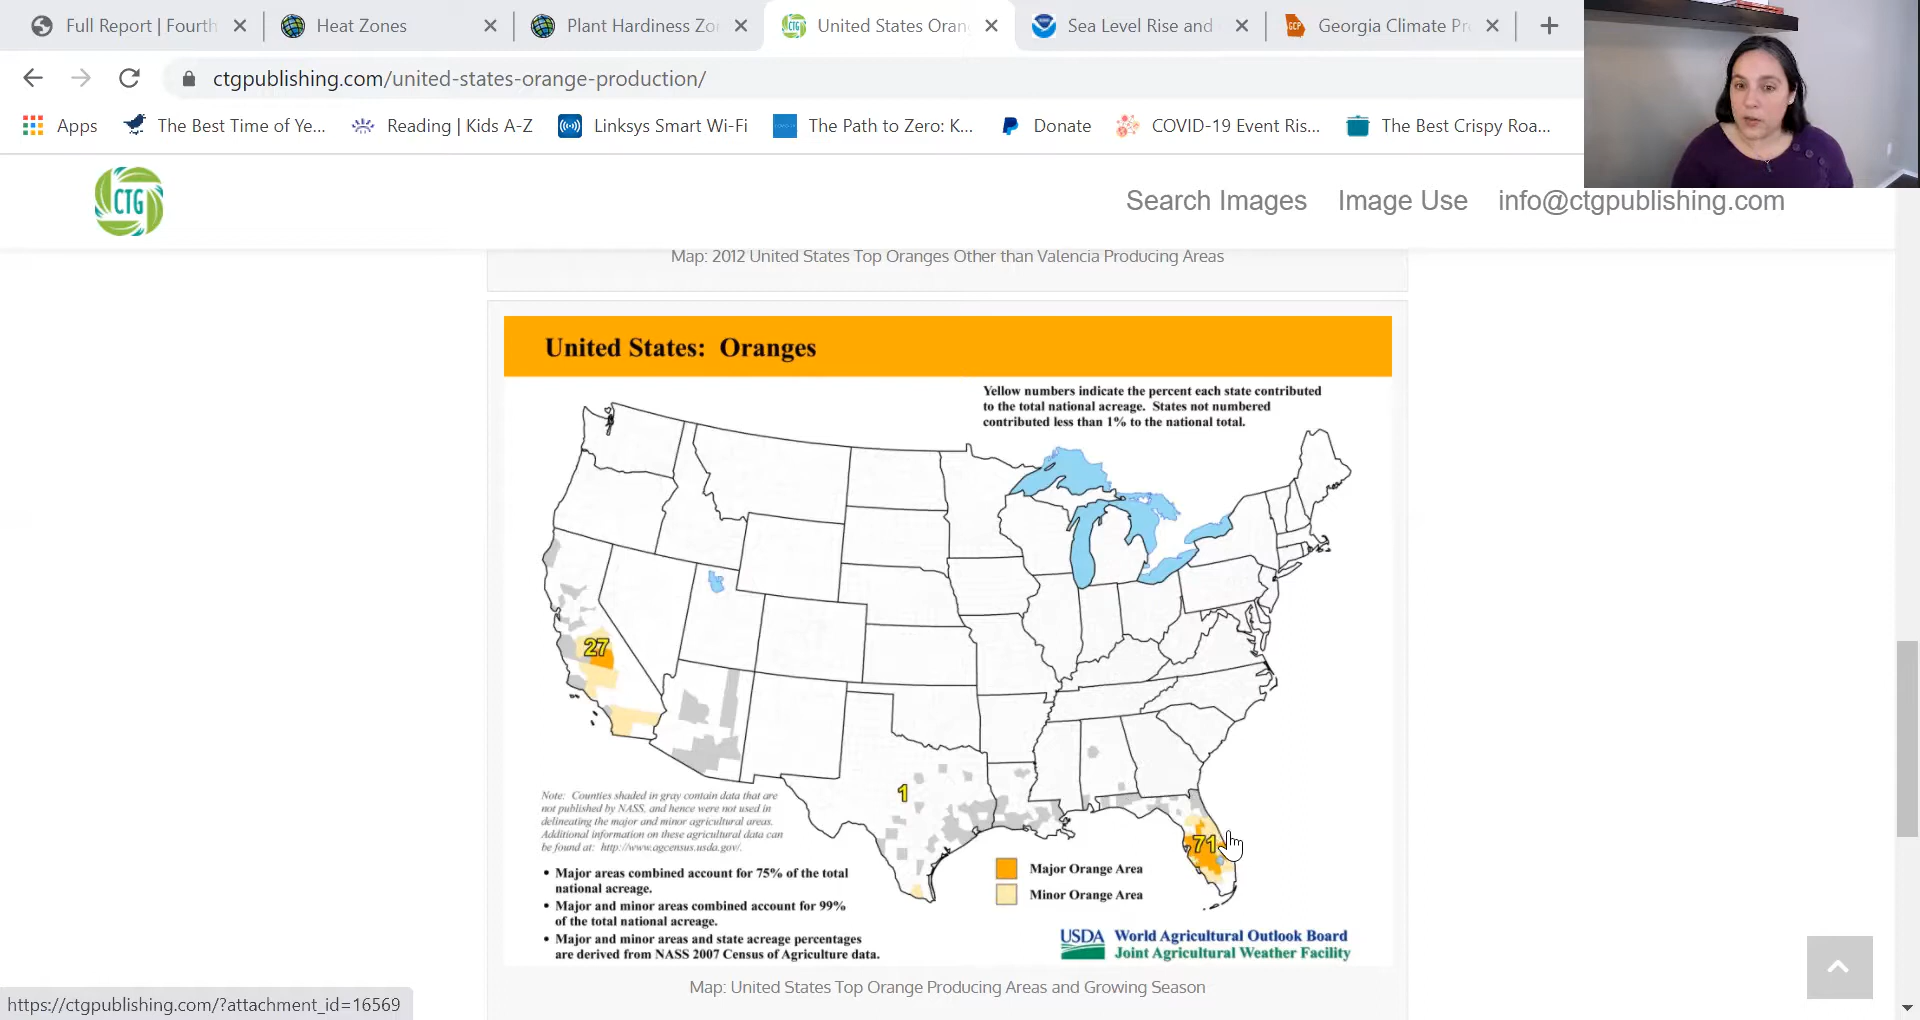 Full Report | Fourth
Heat Zones
Plant Hardiness Zo
United States Oran
Sea Level Rise and
Georgia Climate Pr
ctgpublishing.com/united-states-orange-production/
Apps
The Best Time of Ye...
Reading | Kids A-Z
Linksys Smart Wi-Fi
The Path to Zero: K...
Donate
COVID-19 Event Ris...
The Best Crispy Roa...
CTG
Search Images
Image Use
info@ctgpublishing.com
Map: 2012 United States Top Oranges Other than Valencia Producing Areas
United States: Oranges
Yellow numbers indicate the percent each state contributed
to the total national acreage. States not numbered
contributed less than 1% to the national total.
27
1
71
Note: Counties shaded in gray contain data that are
not published by NASS, and hence were not used in
delineating the major and minor agricultural areas.
Additional information on these agricultural data can
be found at: http://www.agcensus.usda.gov/.
• Major areas combined account for 75% of the total
national acreage.
• Major and minor areas combined account for 99%
of the total national acreage.
• Major and minor areas and state acreage percentages
are derived from NASS 2007 Census of Agriculture data.
Major Orange Area
Minor Orange Area
USDA World Agricultural Outlook Board
Joint Agricultural Weather Facility
Map: United States Top Orange Producing Areas and Growing Season
https://ctgpublishing.com/?attachment_id=16569